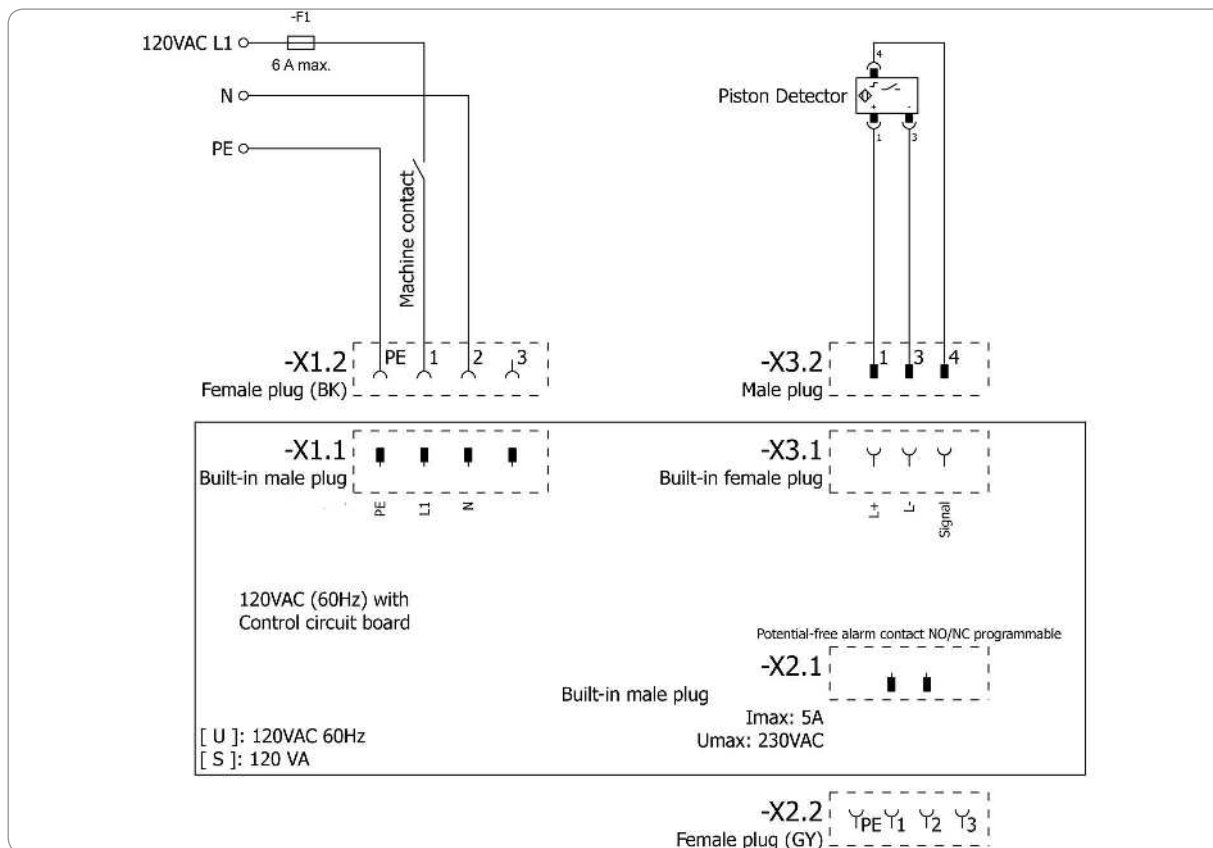 -F1
120VAC L1
6 A max.
N
PE
Machine contact
4
Piston Detector
+ -
1 3
-X1.2 PE 1 2 3
Female plug (BK)
-X3.2 1 3 4
Male plug
-X1.1
Built-in male plug
PE L1 N
-X3.1
Built-in female plug
L+ L- Signal
120VAC (60Hz) with
Control circuit board
Potential-free alarm contact NO/NC programmable
-X2.1
Built-in male plug
Imax: 5A
Umax: 230VAC
[ U ]: 120VAC 60Hz
[ S ]: 120 VA
-X2.2 PE 1 2 3
Female plug (GY)